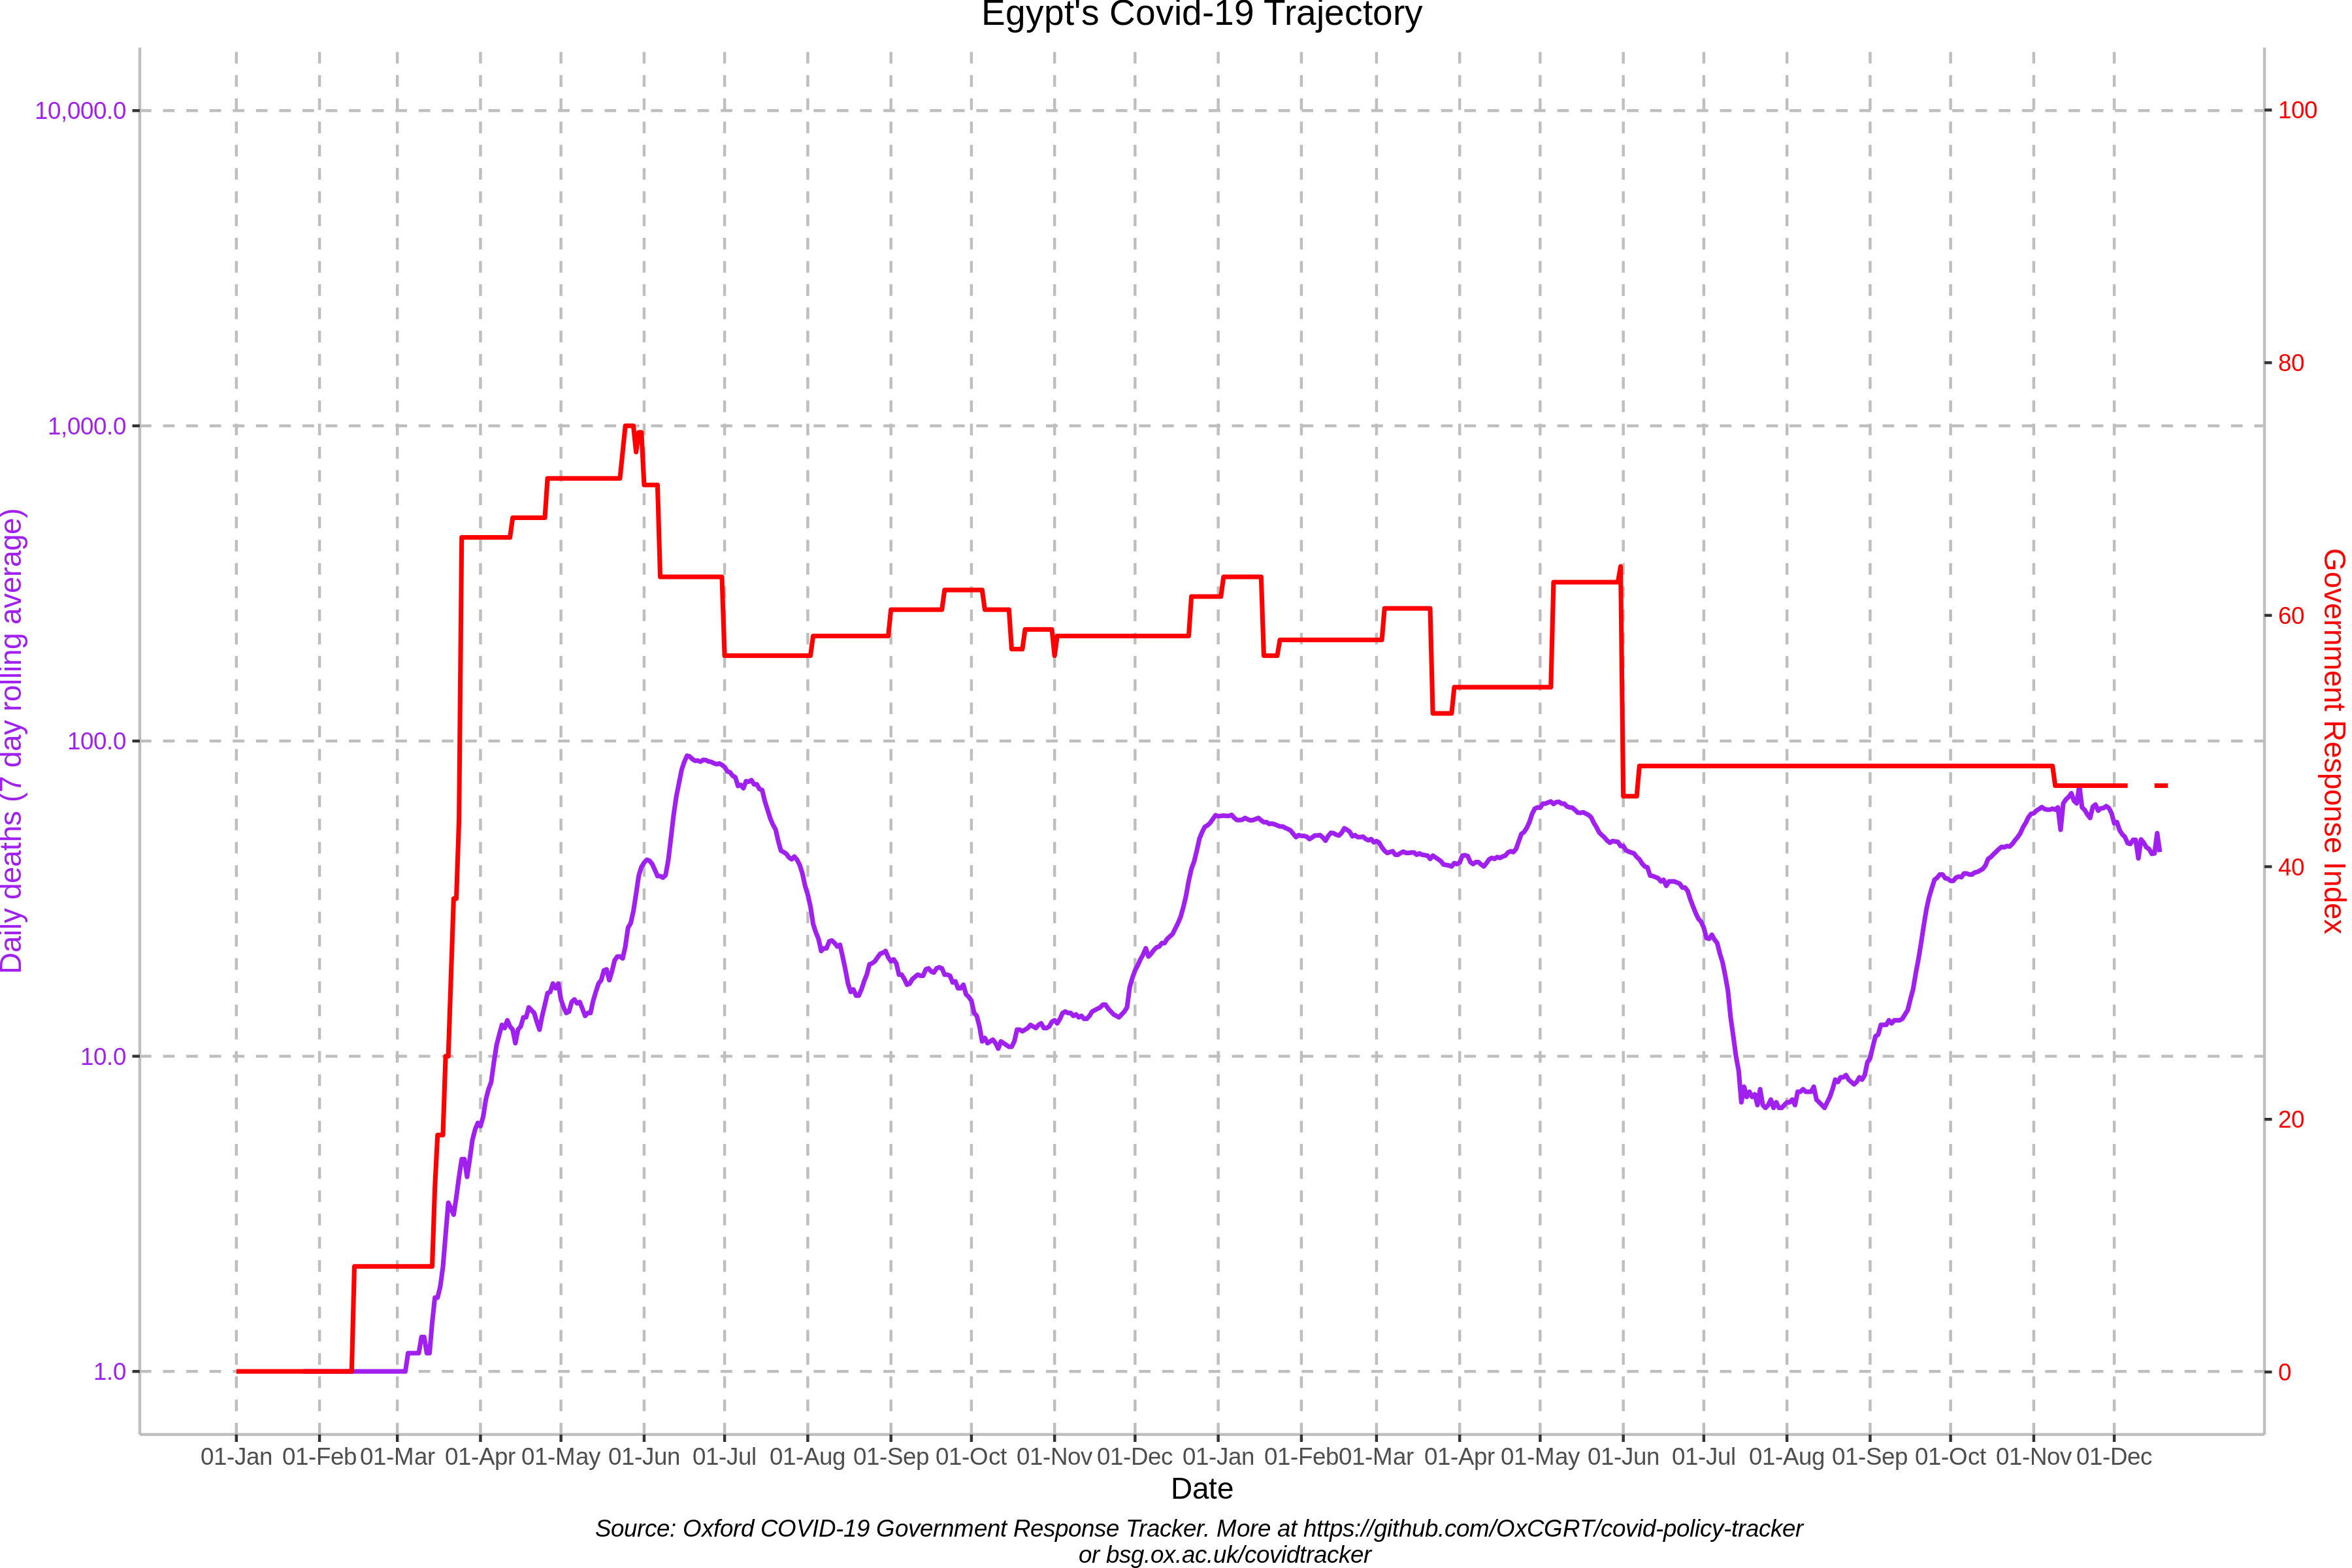 Egypt's Covid-19 Trajectory
10,000.0
1,000.0
100.0
10.0
1.0
Daily deaths (7 day rolling average)
100
80
60
40
20
0
Government Response Index
01-Jan 01-Feb 01-Mar 01-Apr 01-May 01-Jun 01-Jul 01-Aug 01-Sep 01-Oct 01-Nov 01-Dec 01-Jan 01-Feb 01-Mar 01-Apr 01-May 01-Jun 01-Jul 01-Aug 01-Sep 01-Oct 01-Nov 01-Dec
Date
Source: Oxford COVID-19 Government Response Tracker. More at https://github.com/OxCGRT/covid-policy-tracker
or bsg.ox.ac.uk/covidtracker